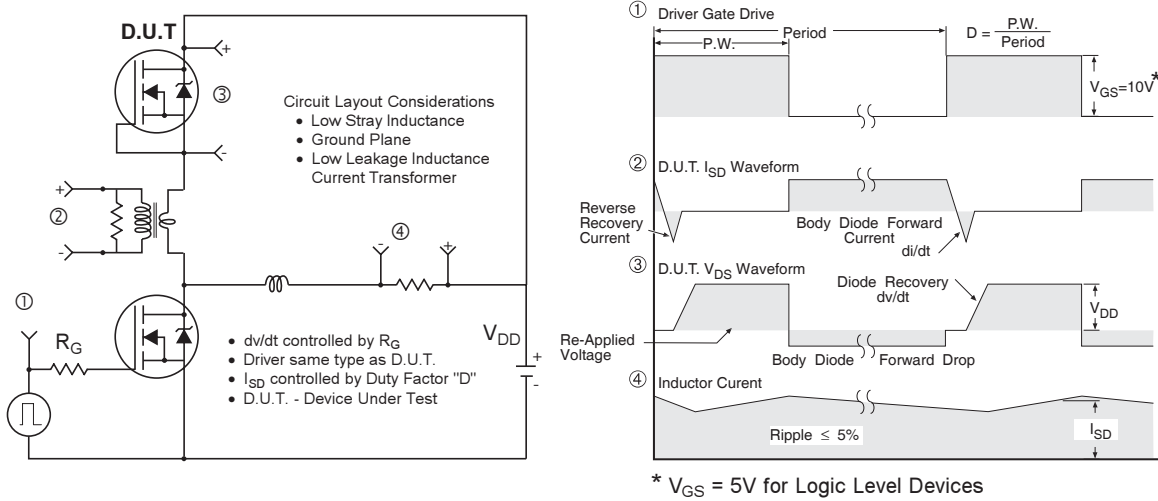 D.U.T
+
③
-
Circuit Layout Considerations
• Low Stray Inductance
• Ground Plane
• Low Leakage Inductance
Current Transformer
+
②
-
④
-
+
①
R_G
• dv/dt controlled by R_G
• Driver same type as D.U.T.
• I_SD controlled by Duty Factor "D"
• D.U.T. - Device Under Test
V_DD
+
-
① Driver Gate Drive
P.W.
Period
D = P.W. / Period
V_GS=10V*
② D.U.T. I_SD Waveform
Reverse
Recovery
Current
Body Diode Forward
Current
di/dt
③ D.U.T. V_DS Waveform
Diode Recovery
dv/dt
V_DD
Re-Applied
Voltage
Body Diode Forward Drop
④ Inductor Curent
Ripple ≤ 5%
I_SD
* V_GS = 5V for Logic Level Devices